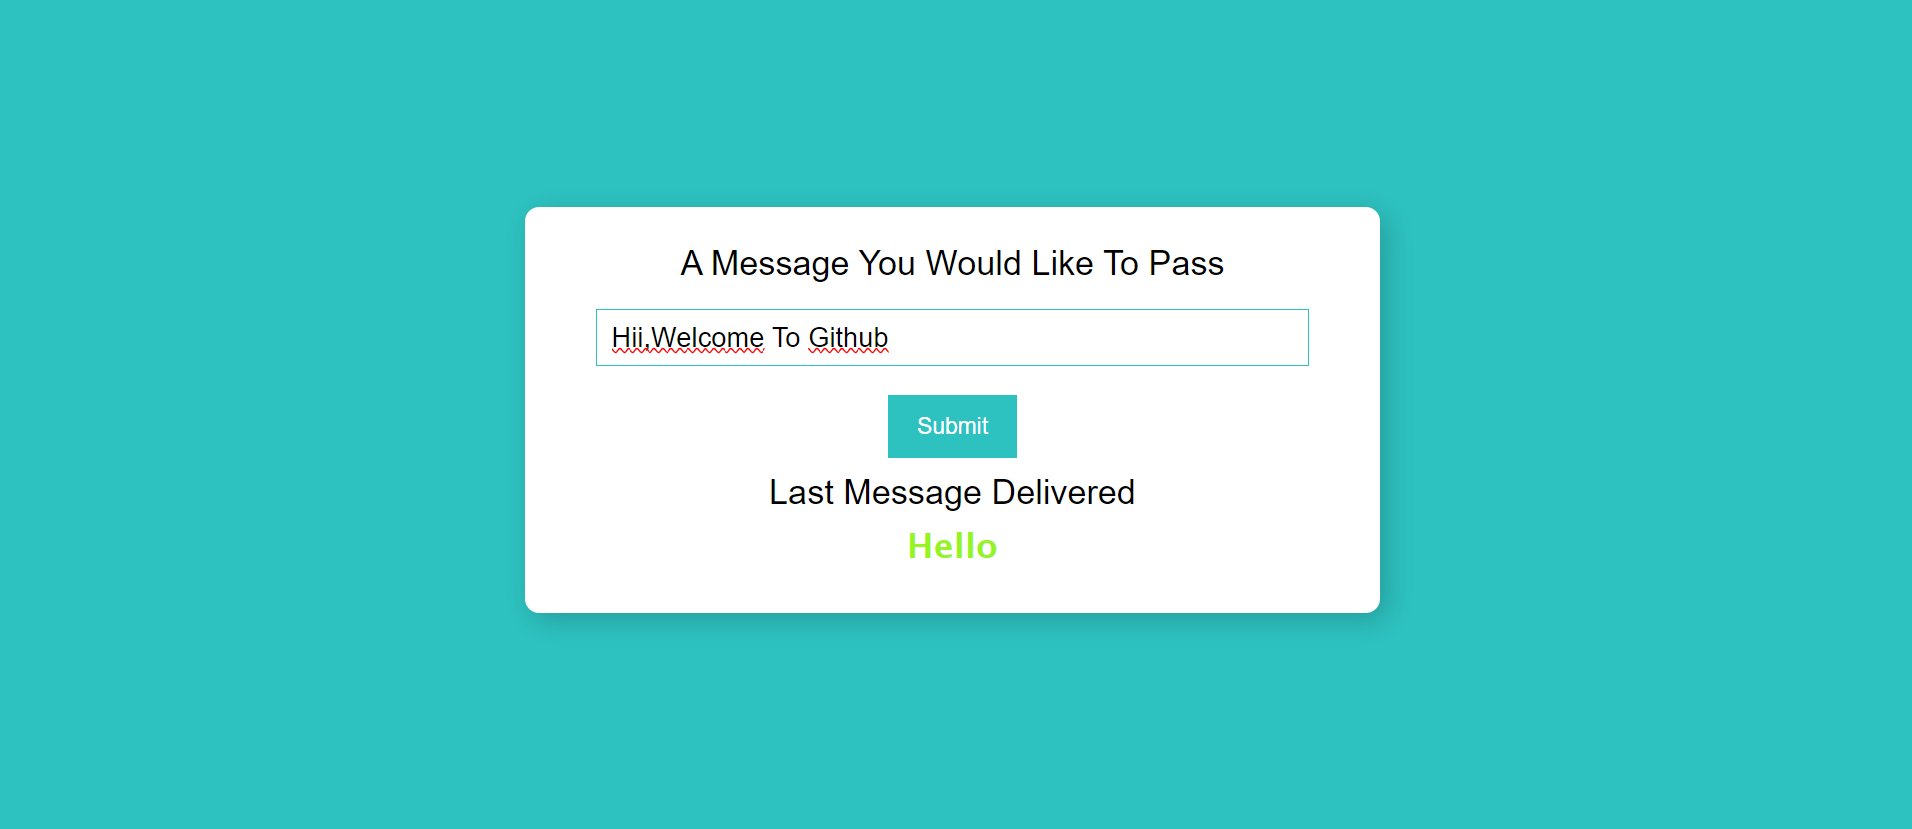 A Message You Would Like To Pass
Hii,Welcome To Github
Submit
Last Message Delivered
Hello